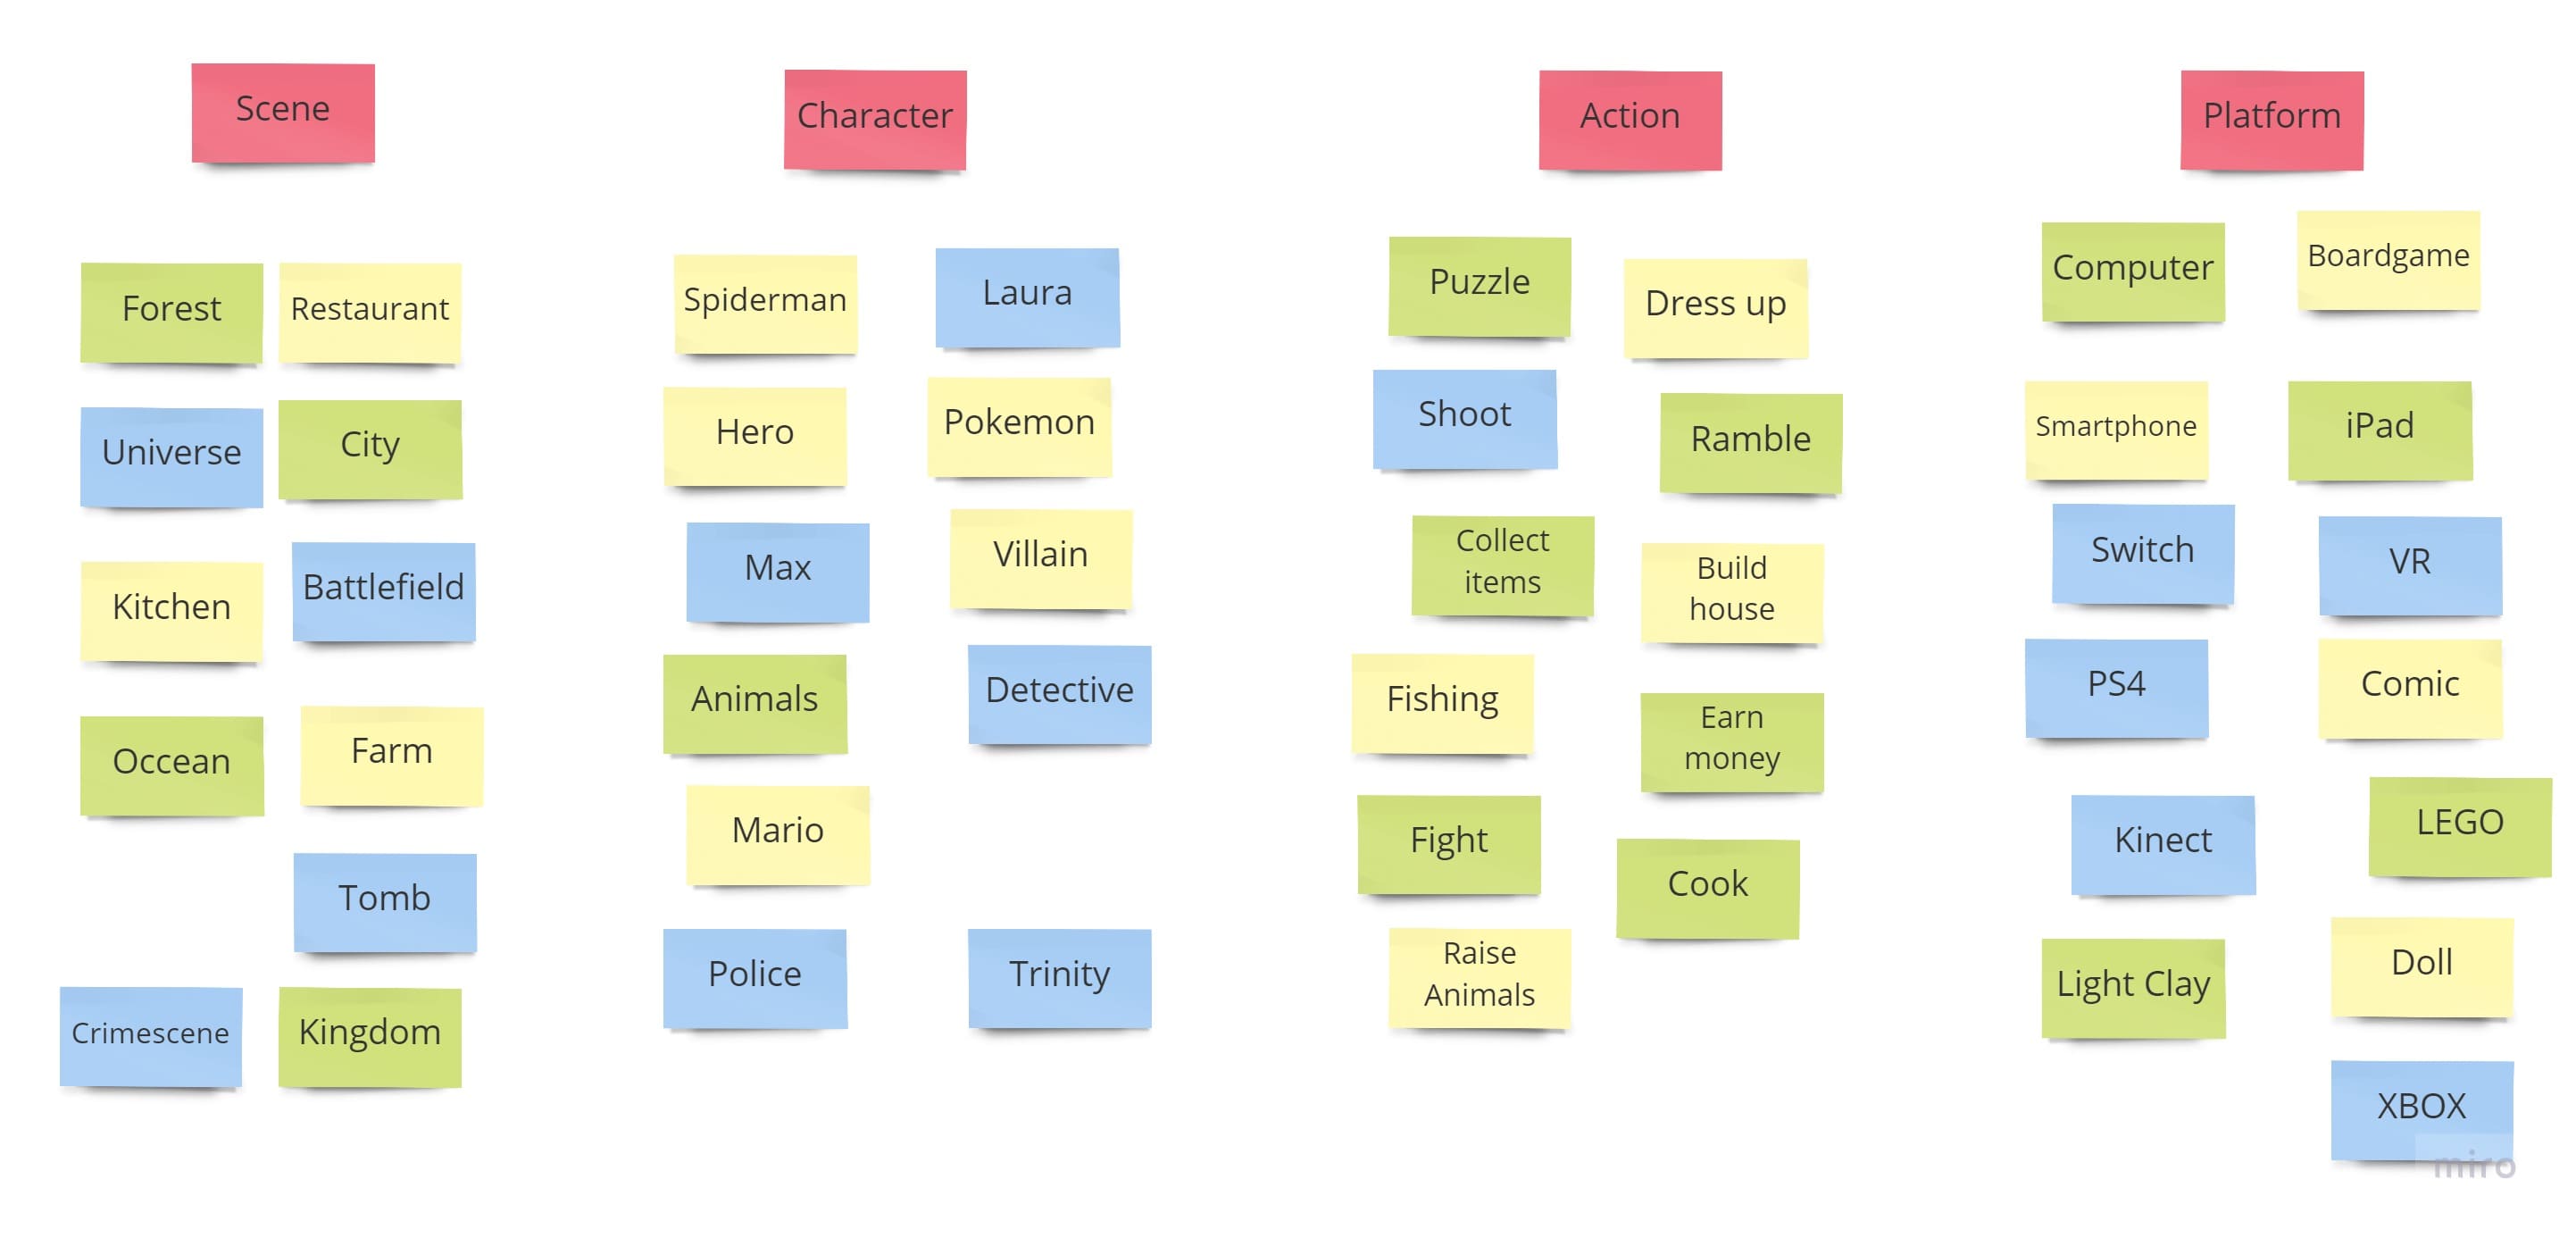 Scene
Forest
Restaurant
Universe
City
Kitchen
Battlefield
Occean
Farm
Tomb
Crimescene
Kingdom
Character
Spiderman
Laura
Hero
Pokemon
Max
Villain
Animals
Detective
Mario
Police
Trinity
Action
Puzzle
Dress up
Shoot
Ramble
Collect
items
Build
house
Fishing
Earn
money
Fight
Cook
Raise
Animals
Platform
Computer
Boardgame
Smartphone
iPad
Switch
VR
PS4
Comic
Kinect
LEGO
Light Clay
Doll
XBOX
miro